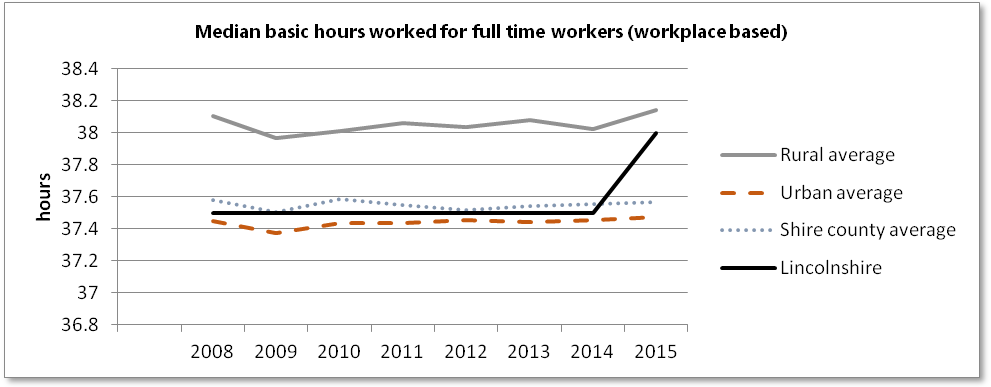 Median basic hours worked for full time workers (workplace based)
38.4
38.2
38
37.8
37.6
37.4
37.2
37
36.8
hours
2008 2009 2010 2011 2012 2013 2014 2015
Rural average
Urban average
Shire county average
Lincolnshire